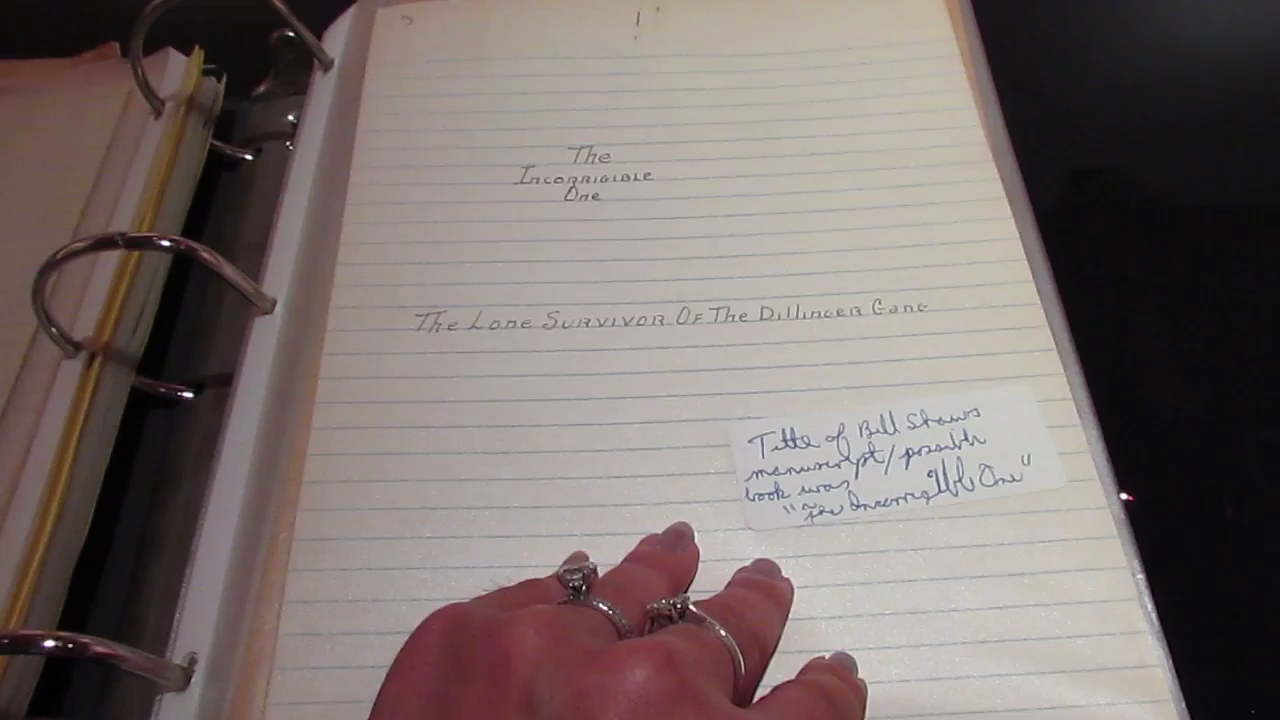 The
Incorrigible
One
The Lone Survivor Of The Dillinger Gang
Title of Bill Shaws
manuscript/possible
book was
"The Incorrigible One"